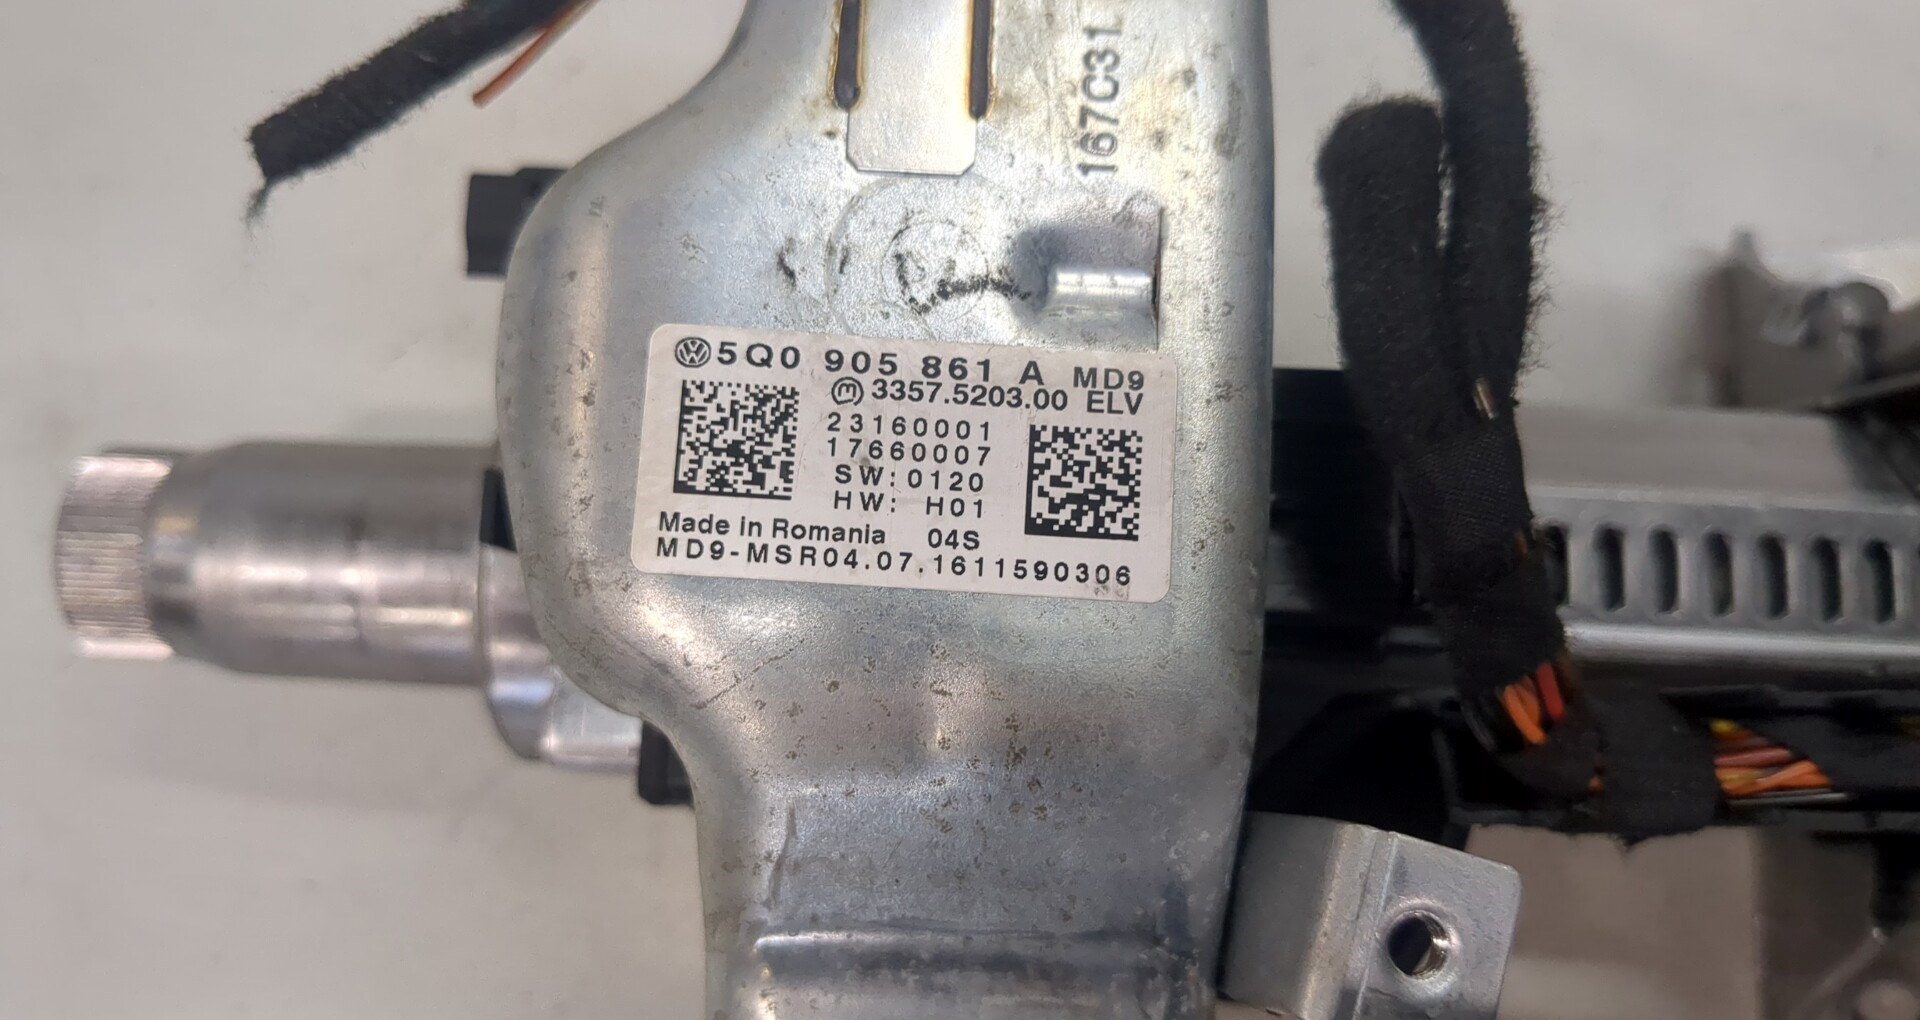 167C31.
5Q0 905 861 A MD9
3357.5203.00 ELV
23160001
17660007
SW:0120
HW: H01
Made in Romania 04S
MD9-MSR04.07.1611590306